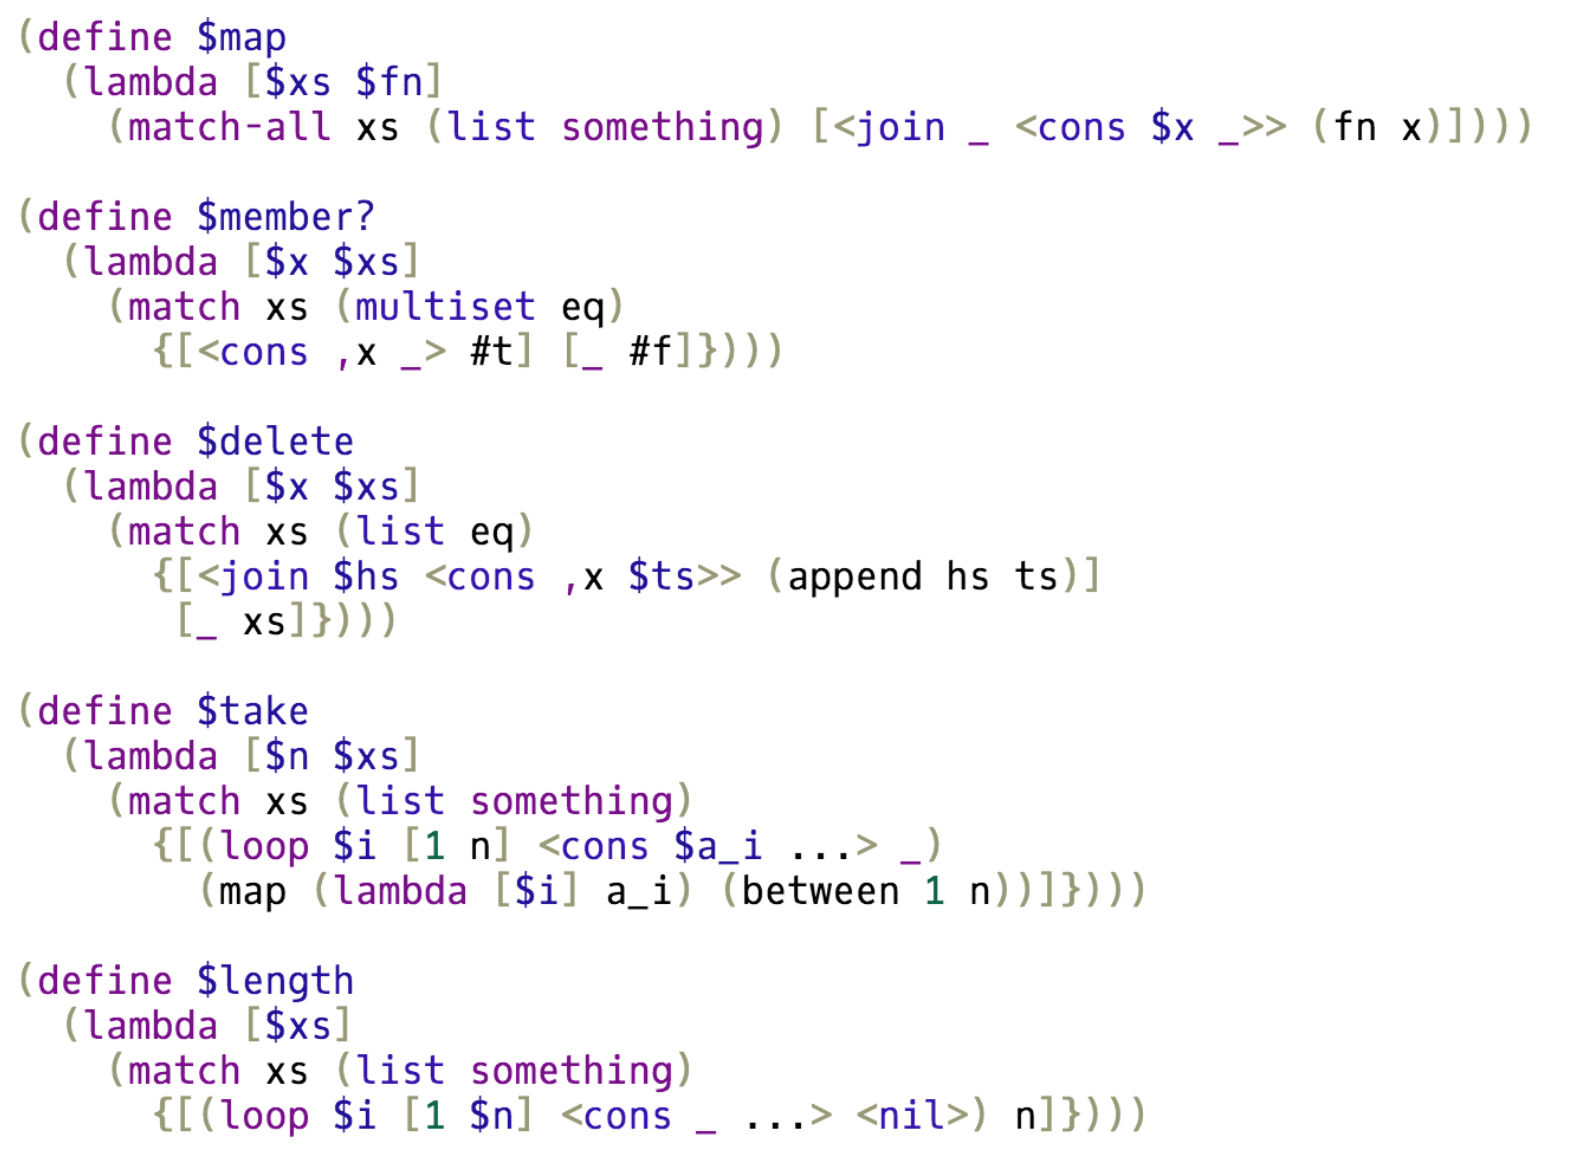 (define $map
  (lambda [$xs $fn]
    (match-all xs (list something) [<join _ <cons $x _>> (fn x)])))

(define $member?
  (lambda [$x $xs]
    (match xs (multiset eq)
      {[<cons ,x _> #t] [_ #f]})))

(define $delete
  (lambda [$x $xs]
    (match xs (list eq)
      {[<join $hs <cons ,x $ts>> (append hs ts)]
       [_ xs]})))

(define $take
  (lambda [$n $xs]
    (match xs (list something)
      {[(loop $i [1 n] <cons $a_i ...> _)
        (map (lambda [$i] a_i) (between 1 n))]})))

(define $length
  (lambda [$xs]
    (match xs (list something)
      {[(loop $i [1 $n] <cons _ ...> <nil>) n]})))